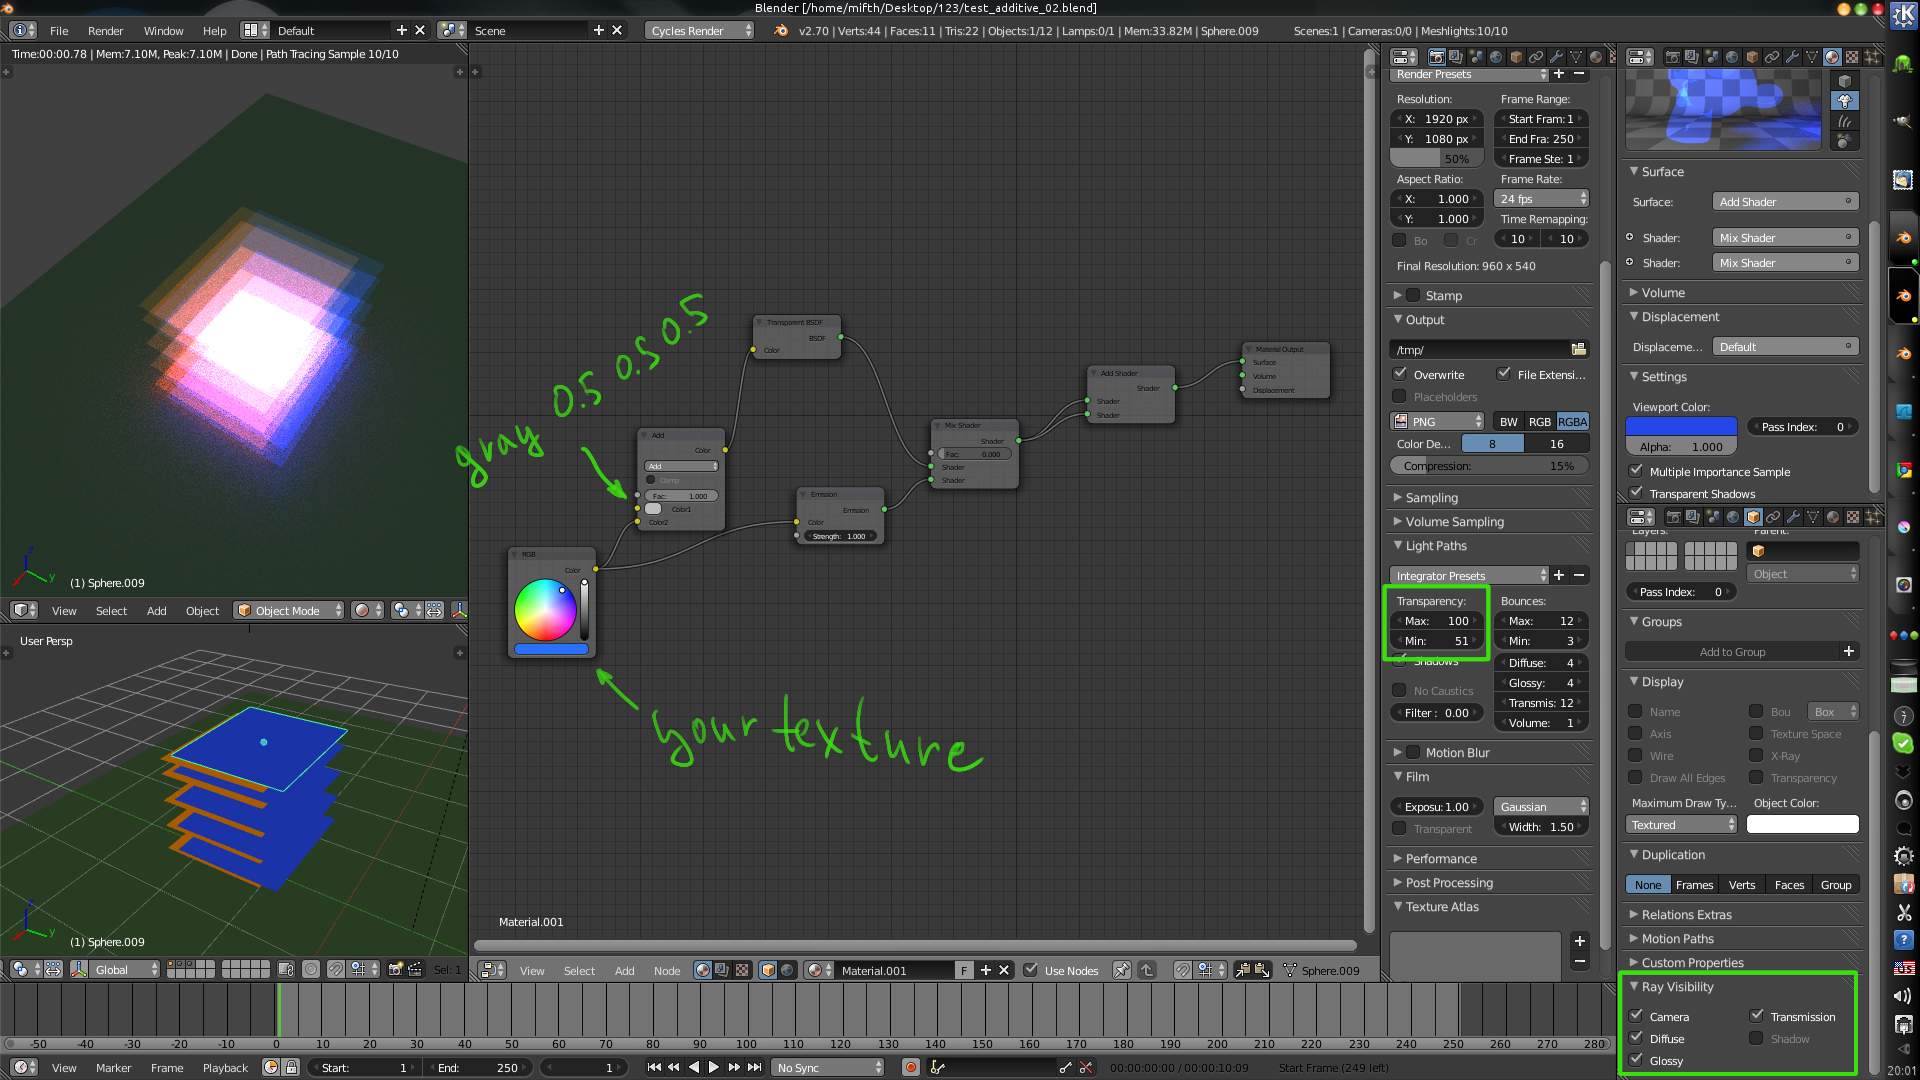 Blender [/home/mifth/Desktop/123/test_additive_02.blend]
File Render Window Help Default Scene Cycles Render v2.70 | Verts:44 | Faces:11 | Tris:22 | Objects:1/12 | Lamps:0/1 | Mem:33.82M | Sphere.009 Scenes:1 | Cameras:0/0 | Meshlights:10/10
Time:00:00.78 | Mem:7.10M, Peak:7.10M | Done | Path Tracing Sample 10/10
(1) Sphere.009
View Select Add Object Object Mode
User Persp
(1) Sphere.009
Global Sel: 1
gray 0.5 0.5 0.5
Transparent BSDF
BSDF
Color
Add
Color
Add
Clamp
Fac: 1.000
Color1
Color2
RGB
Color
Emission
Emission
Color
Strength: 1.000
Mix Shader
Shader
Fac: 0.000
Shader
Shader
Add Shader
Shader
Shader
Shader
Material Output
Surface
Volume
Displacement
your texture
Material.001
View Select Add Node Material.001 F Use Nodes Sphere.009
Render Presets
Resolution: Frame Range:
X: 1920 px Start Fram: 1
Y: 1080 px End Fra: 250
50% Frame Ste: 1
Aspect Ratio: Frame Rate:
X: 1.000 24 fps
Y: 1.000 Time Remapping:
Bo Cr 10 10
Final Resolution: 960 x 540
Stamp
Output
/tmp/
Overwrite File Extensi...
Placeholders
PNG BW RGB RGBA
Color De... 8 16
Compression: 15%
Sampling
Volume Sampling
Light Paths
Integrator Presets
Transparency: Bounces:
Max: 100 Max: 12
Min: 51 Min: 3
Shadows Diffuse: 4
No Caustics Glossy: 4
Filter : 0.00 Transmis: 12
Volume: 1
Motion Blur
Film
Exposu: 1.00 Gaussian
Transparent Width: 1.50
Performance
Post Processing
Texture Atlas
Surface
Surface: Add Shader
Shader: Mix Shader
Shader: Mix Shader
Volume
Displacement
Displaceme... Default
Settings
Viewport Color:
Pass Index: 0
Alpha: 1.000
Multiple Importance Sample
Transparent Shadows
Layers: Parent:
Object
Pass Index: 0
Groups
Add to Group
Display
Name Bou Box
Axis Texture Space
Wire X-Ray
Draw All Edges Transparency
Maximum Draw Ty... Object Color:
Textured
Duplication
None Frames Verts Faces Group
Relations Extras
Motion Paths
Custom Properties
Ray Visibility
Camera Transmission
Diffuse Shadow
Glossy
-50 -40 -30 -20 -10 0 10 20 30 40 50 60 70 80 90 100 110 120 130 140 150 160 170 180 190 200 210 220 230 240 250 260 270 280
View Marker Frame Playback Start: 1 End: 250 1 No Sync 00:00:00:00 / 00:00:10:09 Start Frame (249 left)
20:01